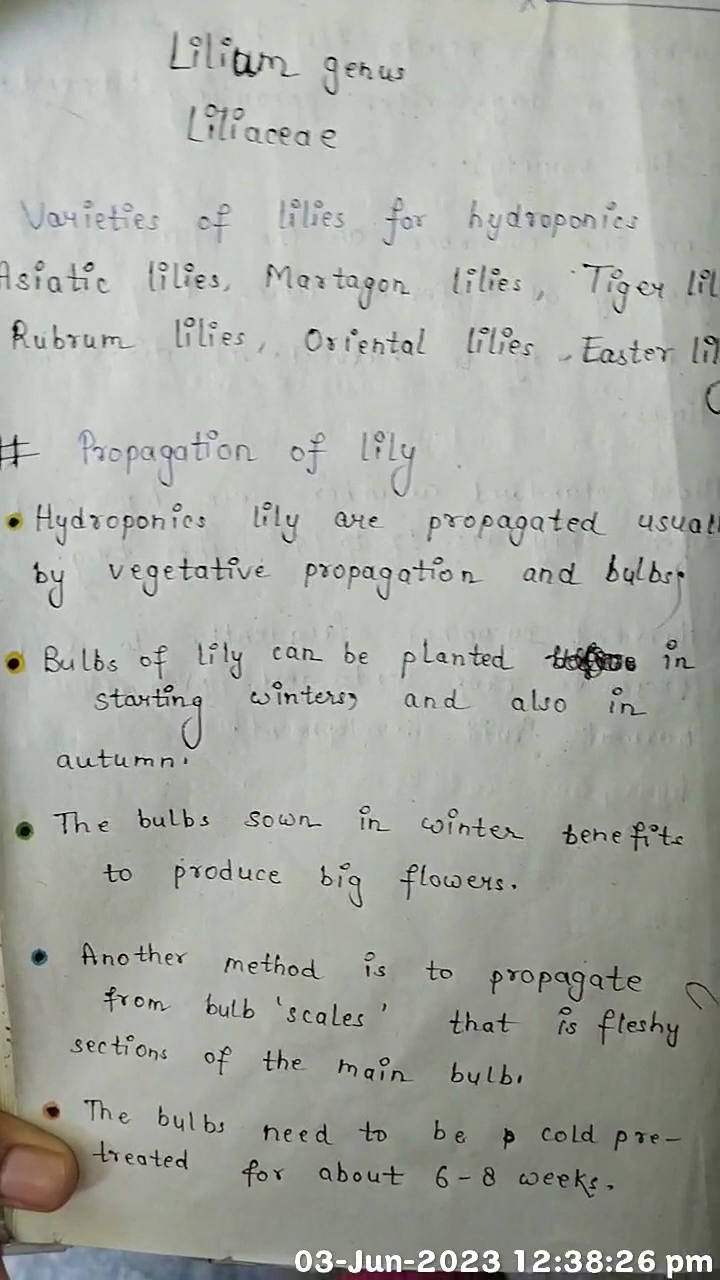 Lilium genus
Liliaceae
Varieties of lilies for hydroponics
Asiatic lilies, Martagon lilies, Tiger lil
Rubrum lilies, Oriental lilies, Easter lil
# Propagation of lily
• Hydroponics lily are propagated usuall
by vegetative propagation and bulbs.
• Bulbs of lily can be planted in
starting winters, and also in
autumn.
• The bulbs sown in winter benefits
to produce big flowers.
• Another method is to propagate
from bulb 'scales' that is fleshy
sections of the main bulb.
• The bulbs need to be cold pre-
treated for about 6-8 weeks.
03-Jun-2023 12:38:26 pm